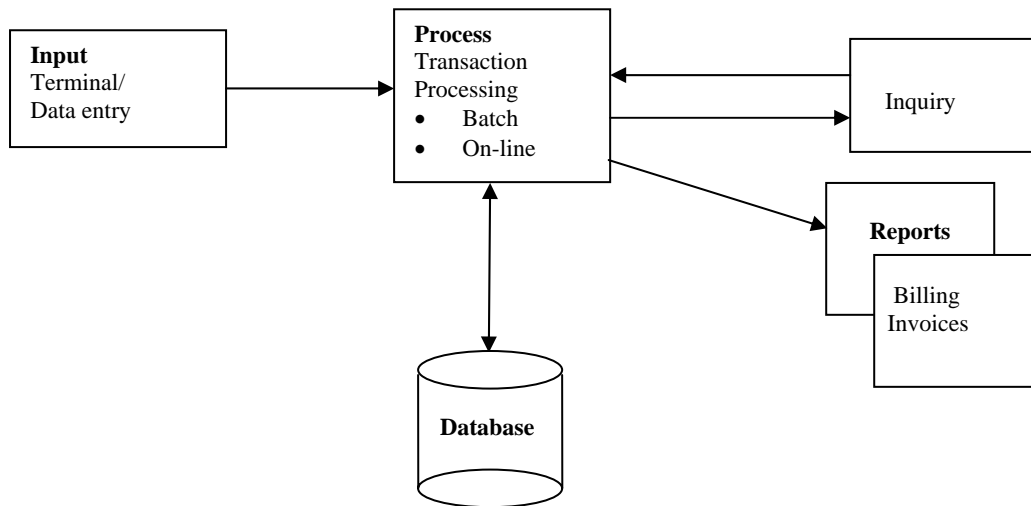 Input
Terminal/
Data entry
Process
Transaction
Processing
• Batch
• On-line
Inquiry
Reports
Billing
Invoices
Database